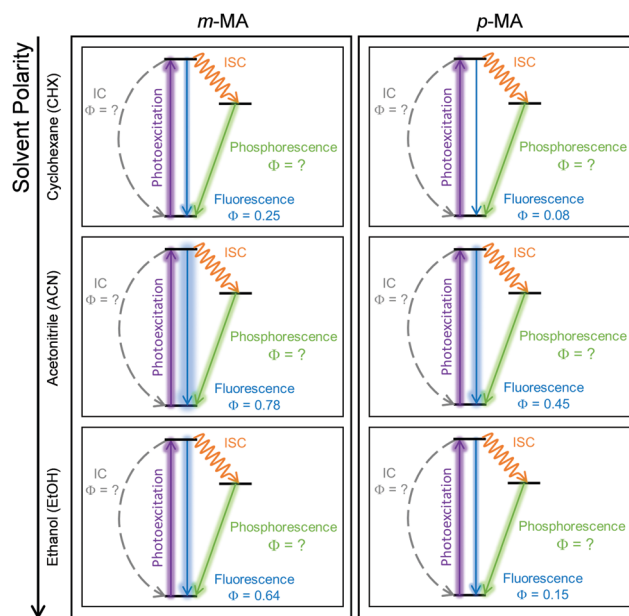 m-MA
p-MA
Solvent Polarity
Cyclohexane (CHX)
IC
Φ = ?
Photoexcitation
ISC
Phosphorescence
Φ = ?
Fluorescence
Φ = 0.25
IC
Φ = ?
Photoexcitation
ISC
Phosphorescence
Φ = ?
Fluorescence
Φ = 0.08
Acetonitrile (ACN)
IC
Φ = ?
Photoexcitation
ISC
Phosphorescence
Φ = ?
Fluorescence
Φ = 0.78
IC
Φ = ?
Photoexcitation
ISC
Phosphorescence
Φ = ?
Fluorescence
Φ = 0.45
Ethanol (EtOH)
IC
Φ = ?
Photoexcitation
ISC
Phosphorescence
Φ = ?
Fluorescence
Φ = 0.64
IC
Φ = ?
Photoexcitation
ISC
Phosphorescence
Φ = ?
Fluorescence
Φ = 0.15